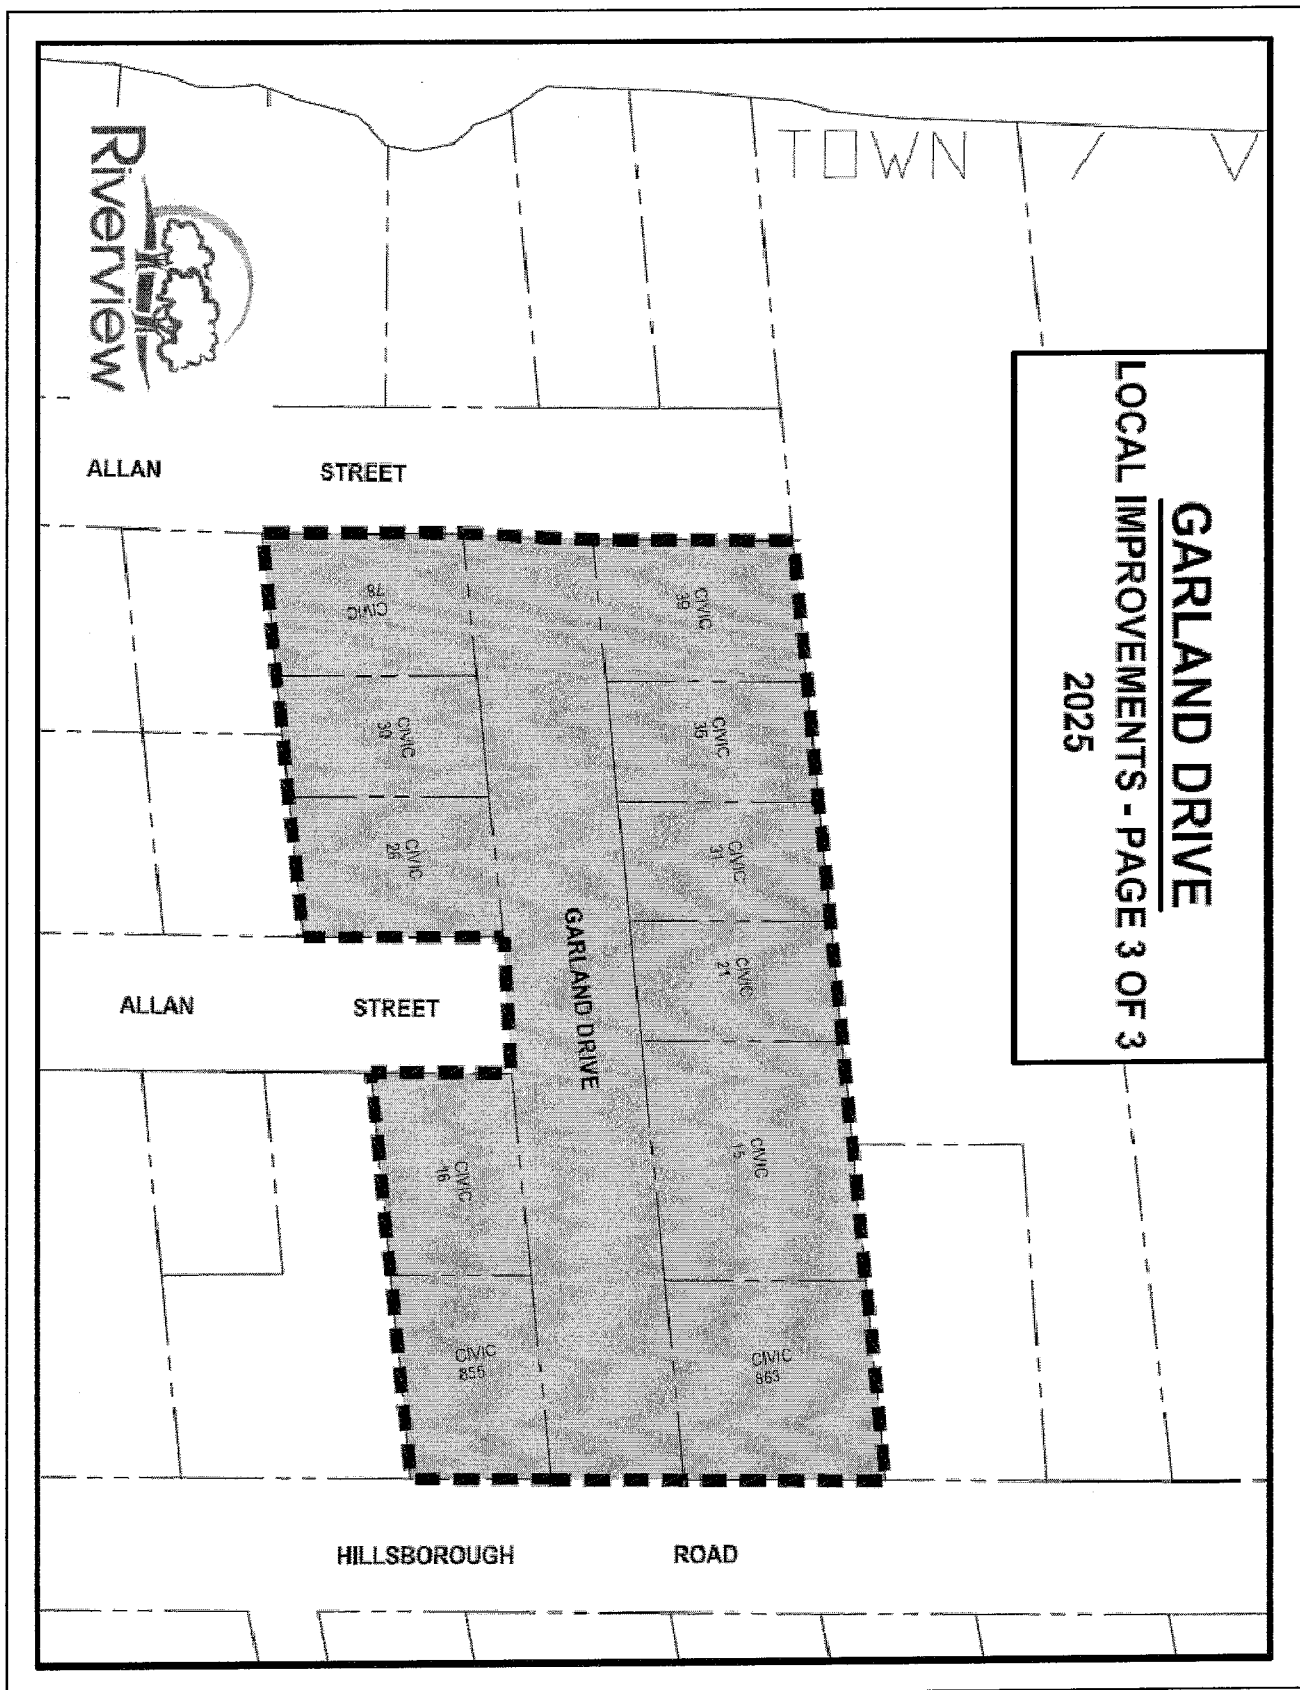 GARLAND DRIVE
LOCAL IMPROVEMENTS - PAGE 3 OF 3
2025
TOWN / V
Riverview
ALLAN STREET
CIVIC
78
CIVIC
39
CIVIC
30
CIVIC
35
CIVIC
26
CIVIC
31
GARLAND DRIVE
CIVIC
21
ALLAN STREET
CIVIC
16
CIVIC
15
CIVIC
855
CIVIC
863
HILLSBOROUGH ROAD